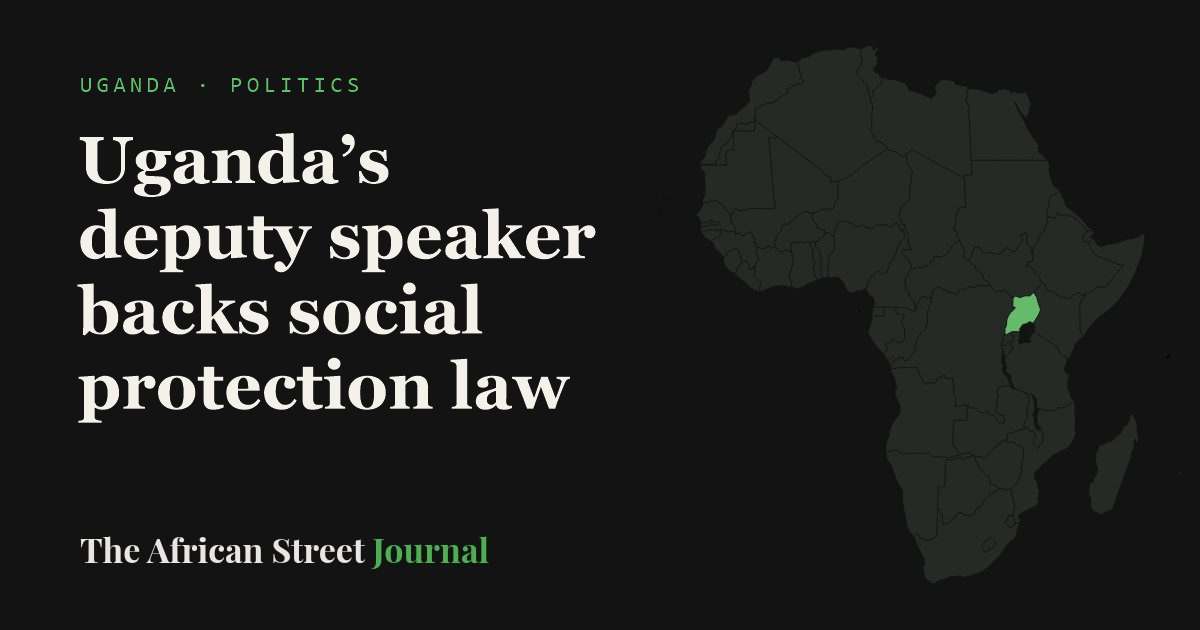 UGANDA · POLITICS
Uganda’s
deputy speaker
backs social
protection law
The African Street Journal